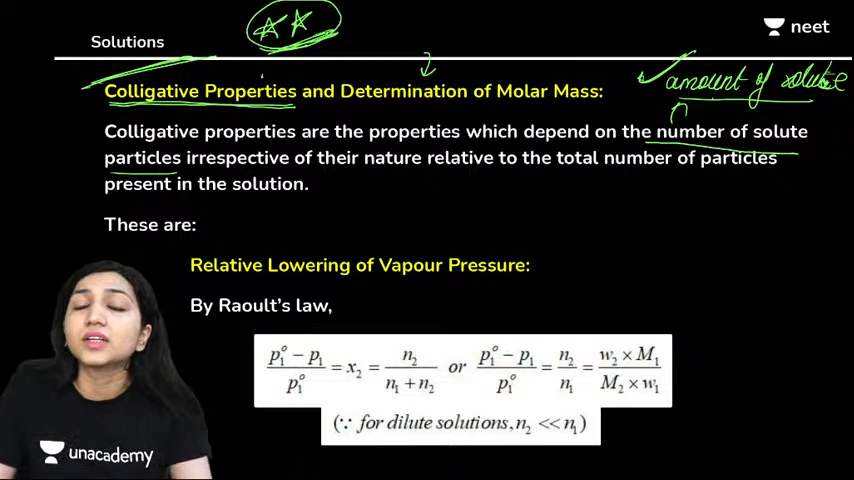 neet
Solutions
amount of solute
Colligative Properties and Determination of Molar Mass:
Colligative properties are the properties which depend on the number of solute
particles irrespective of their nature relative to the total number of particles
present in the solution.
These are:
Relative Lowering of Vapour Pressure:
By Raoult's law,
(p₁° − p₁)/p₁° = x₂ = n₂/(n₁ + n₂) or (p₁° − p₁)/p₁° = n₂/n₁ = (w₂ × M₁)/(M₂ × w₁)
(∵ for dilute solutions, n₂ << n₁)
unacademy